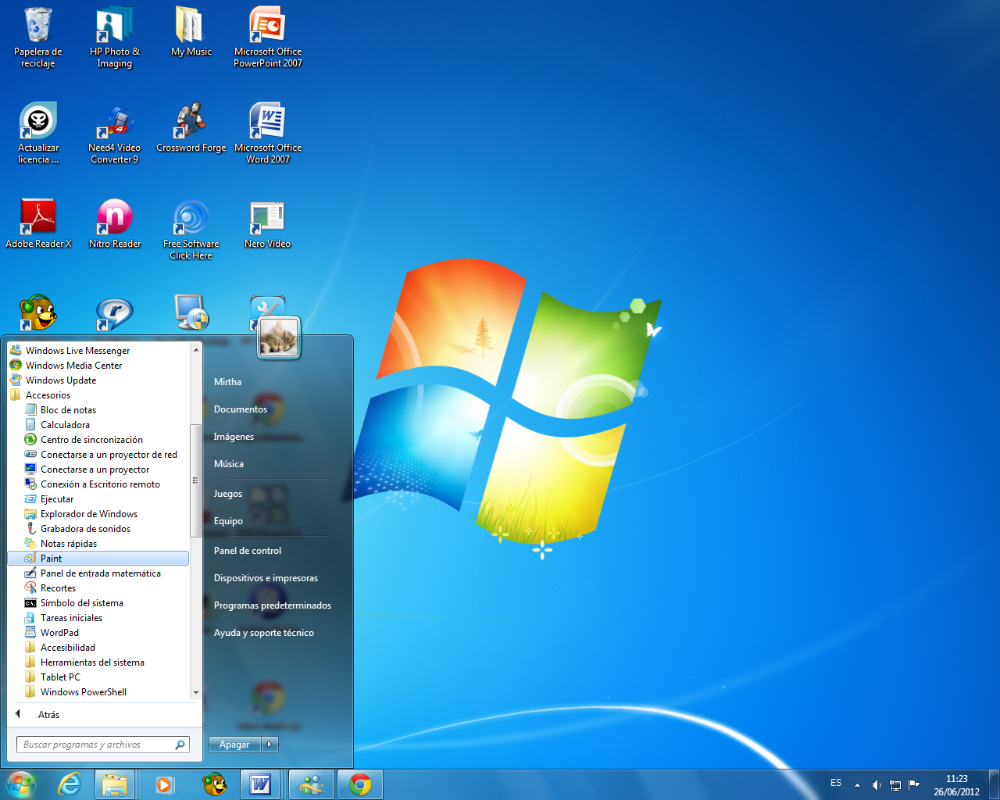 Papelera de
reciclaje
HP Photo &
Imaging
My Music
Microsoft Office
PowerPoint 2007
Actualizar
licencia ...
Need4 Video
Converter 9
Crossword Forge
Microsoft Office
Word 2007
Adobe Reader X
Nitro Reader
Free Software
Click Here
Nero Video
Windows Live Messenger
Windows Media Center
Windows Update
Accesorios
Bloc de notas
Calculadora
Centro de sincronización
Conectarse a un proyector de red
Conectarse a un proyector
Conexión a Escritorio remoto
Ejecutar
Explorador de Windows
Grabadora de sonidos
Notas rápidas
Paint
Panel de entrada matemática
Recortes
Símbolo del sistema
Tareas iniciales
WordPad
Accesibilidad
Herramientas del sistema
Tablet PC
Windows PowerShell
Atrás
Buscar programas y archivos
Mirtha
Documentos
Imágenes
Música
Juegos
Equipo
Panel de control
Dispositivos e impresoras
Programas predeterminados
Ayuda y soporte técnico
Apagar
ES
11:23
26/06/2012